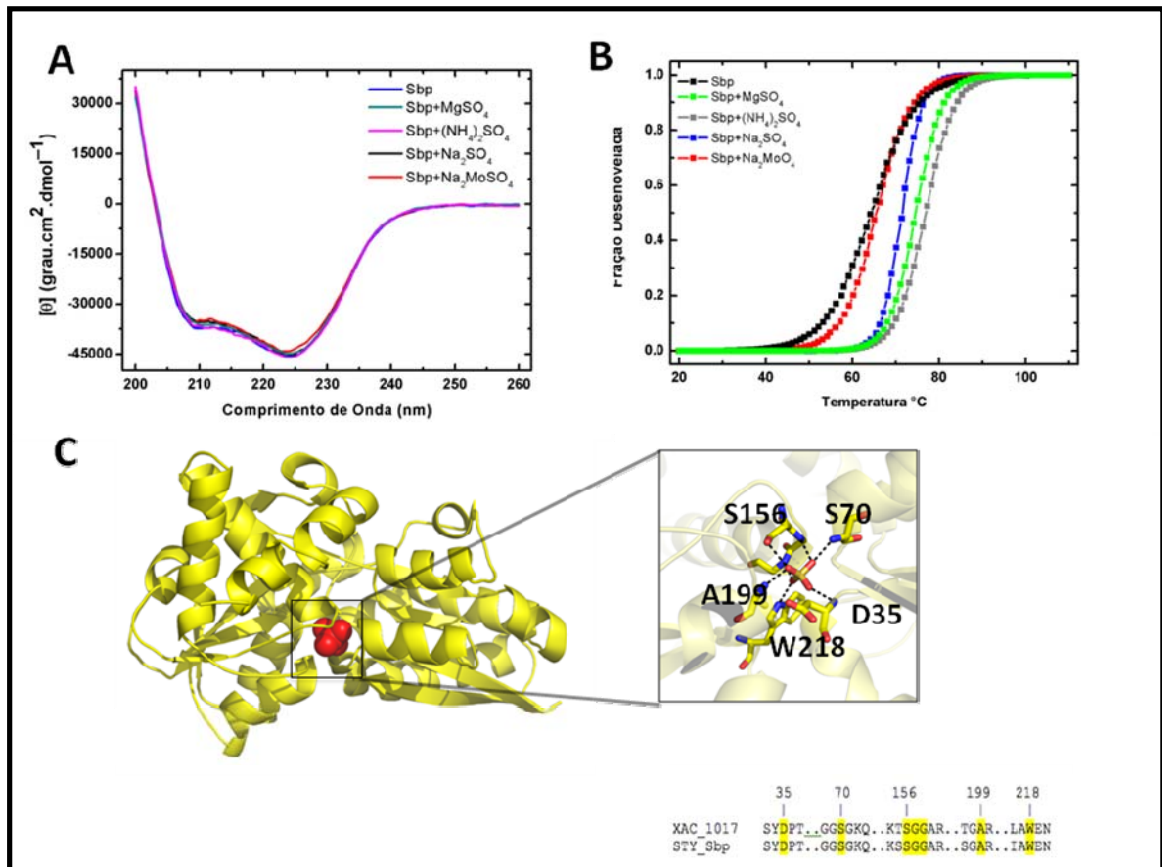 A
30000
15000
0
-15000
-30000
-45000
[θ] (grau.cm².dmol⁻¹)
Sbp
Sbp+MgSO₄
Sbp+(NH₄)₂SO₄
Sbp+Na₂SO₄
Sbp+Na₂MoSO₄
200 210 220 230 240 250 260
Comprimento de Onda (nm)
B
1.0
0.8
0.6
0.4
0.2
0.0
Fração Desenovelada
Sbp
Sbp+MgSO₄
Sbp+(NH₄)₂SO₄
Sbp+Na₂SO₄
Sbp+Na₂MoO₄
20 40 60 80 100
Temperatura °C
C
S156 S70
A199
D35
W218
35 70 156 199 218
XAC_1017 SYDPT..GGSGKQ..KTSGGAR..TGAR..LAWEN
STY_Sbp SYDPT..GGSGKQ..KSSGGAR..SGAR..IAWEN